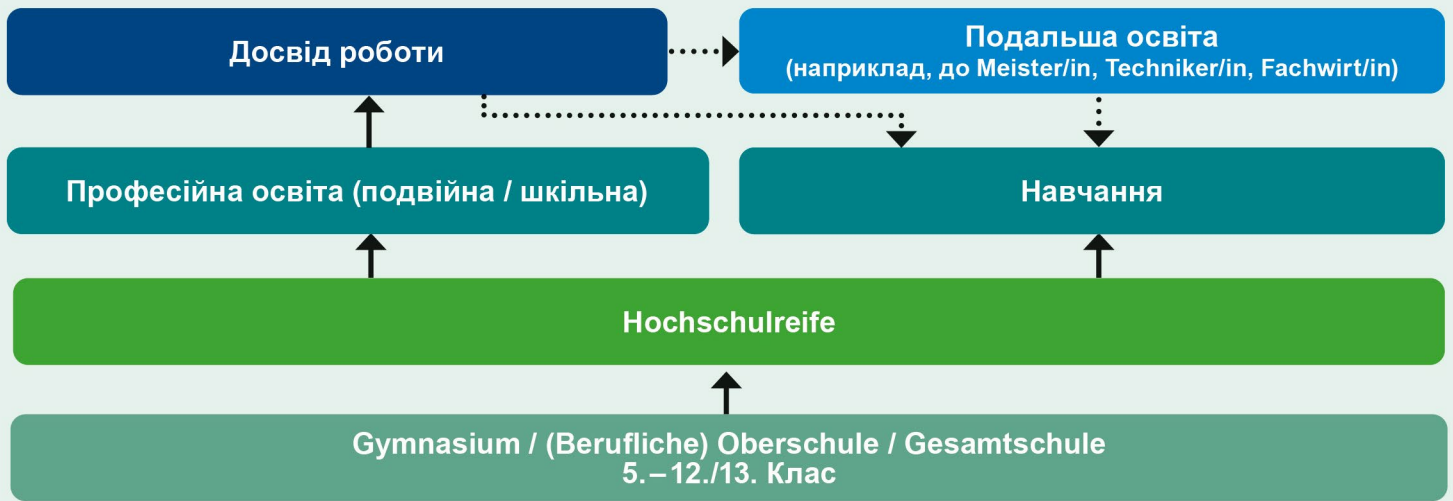 Досвід роботи
Подальша освіта
(наприклад, до Meister/in, Techniker/in, Fachwirt/in)
Професійна освіта (подвійна / шкільна)
Навчання
Hochschulreife
Gymnasium / (Berufliche) Oberschule / Gesamtschule
5. – 12./13. Клас